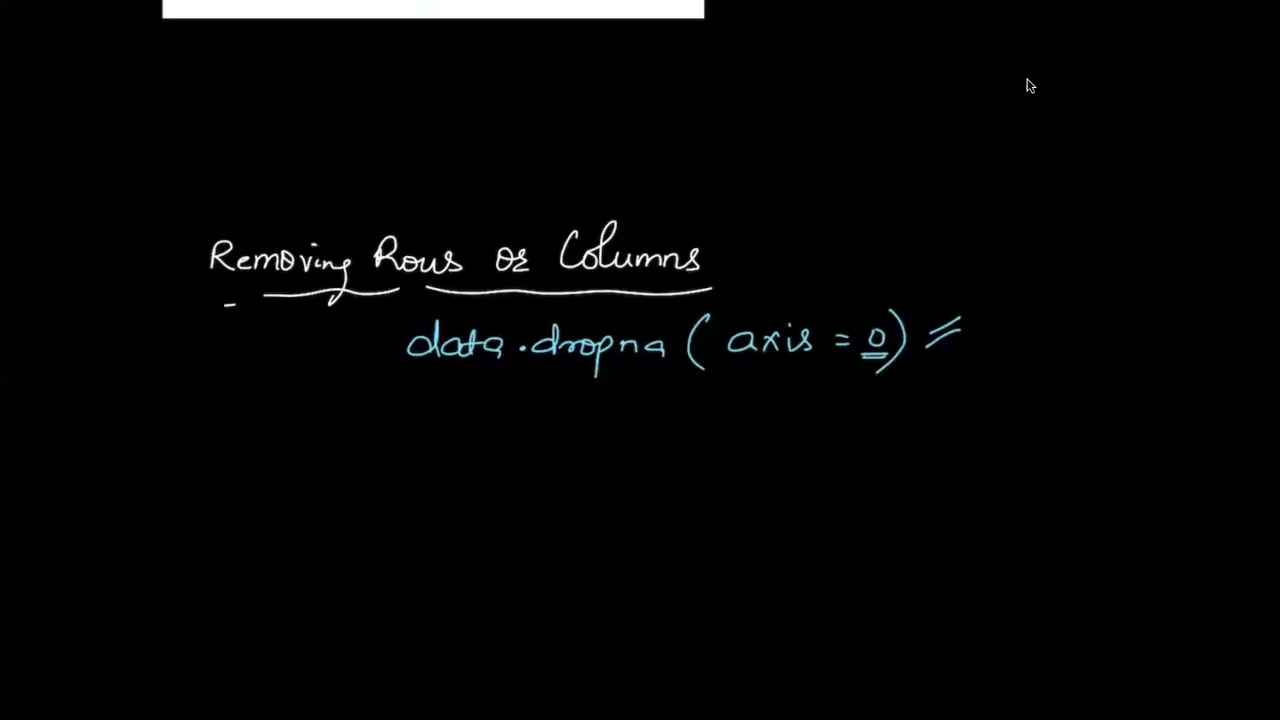 Removing Rows or Columns
data.dropna ( axis = 0 )